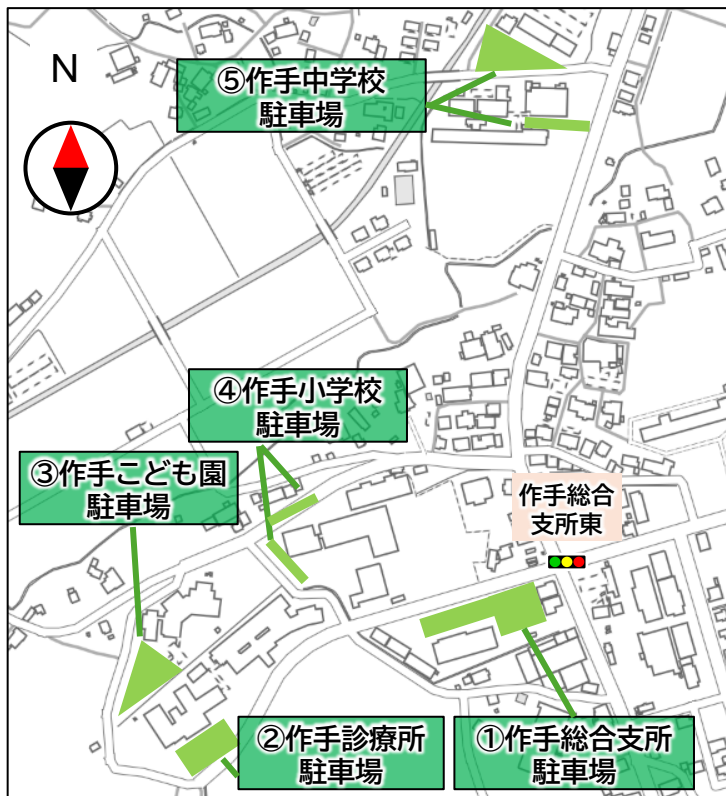 N
⑤作手中学校
駐車場
④作手小学校
駐車場
③作手こども園
駐車場
作手総合
支所東
②作手診療所
駐車場
①作手総合支所
駐車場